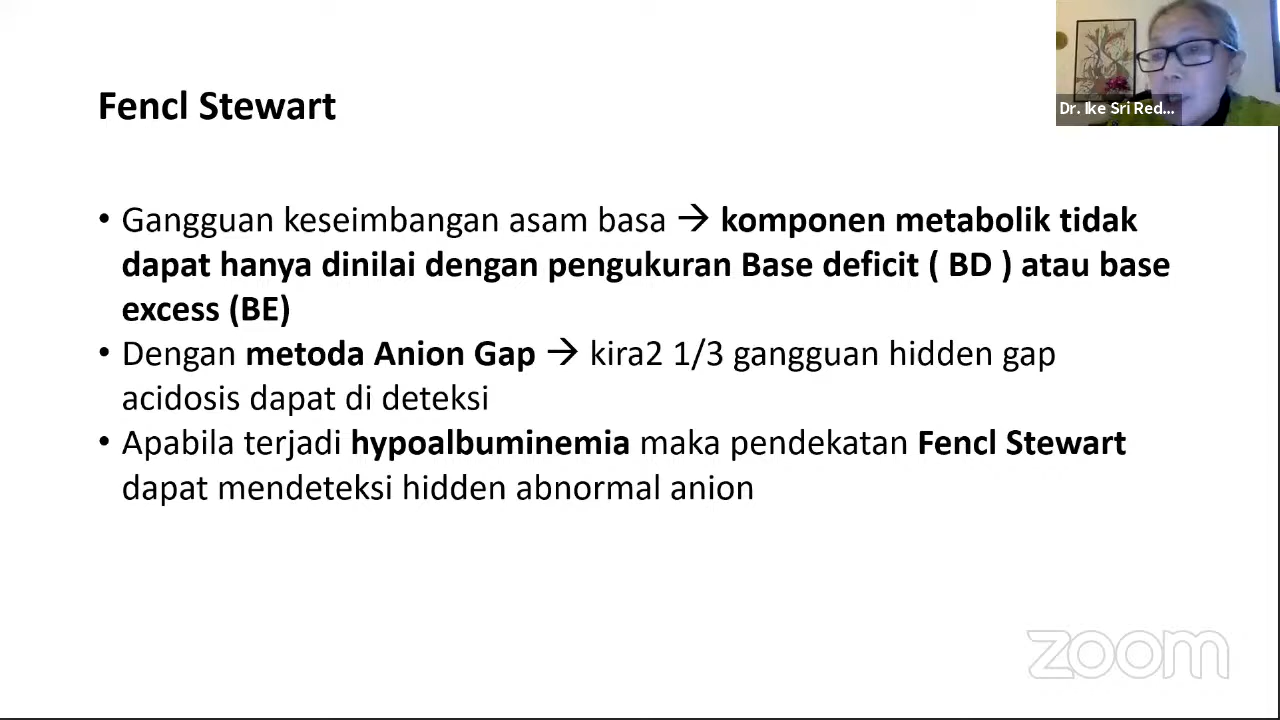 Fencl Stewart
Dr. Ike Sri Red...
• Gangguan keseimbangan asam basa → komponen metabolik tidak
dapat hanya dinilai dengan pengukuran Base deficit ( BD ) atau base
excess (BE)
• Dengan metoda Anion Gap → kira2 1/3 gangguan hidden gap
acidosis dapat di deteksi
• Apabila terjadi hypoalbuminemia maka pendekatan Fencl Stewart
dapat mendeteksi hidden abnormal anion
zoom